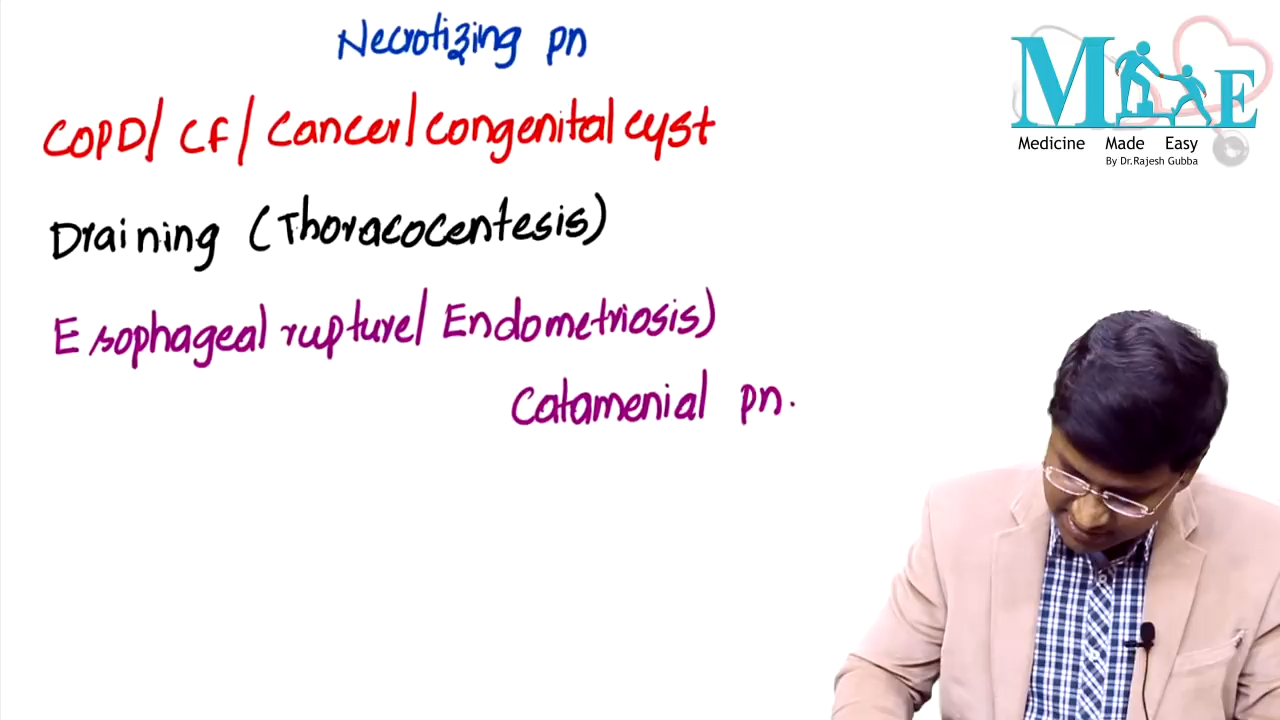 Necrotizing pn
COPD/ CF/ Cancer/ congenital cyst
Draining (Thoracocentesis)
Esophageal rupture/ Endometriosis)
Catamenial pn.
M E
Medicine Made Easy
By Dr.Rajesh Gubba